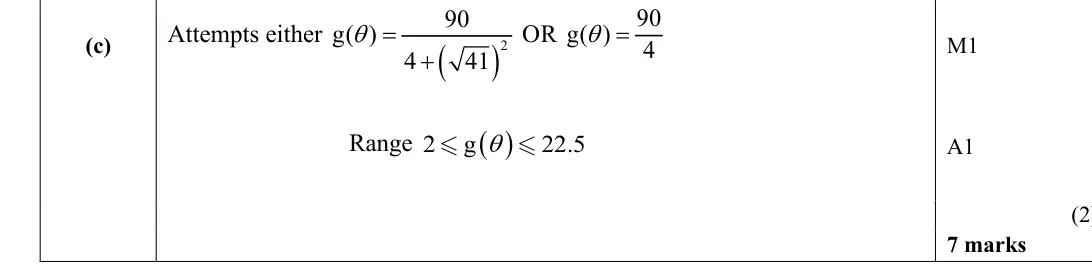 (c) Attempts either g(θ) = 90 / (4 + (√41)²) OR g(θ) = 90 / 4 M1
Range 2 ⩽ g(θ) ⩽ 22.5 A1
(2
7 marks